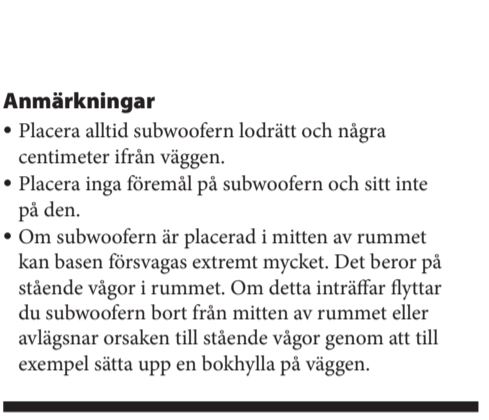 Anmärkningar
• Placera alltid subwoofern lodrätt och några
centimeter ifrån väggen.
• Placera inga föremål på subwoofern och sitt inte
på den.
• Om subwoofern är placerad i mitten av rummet
kan basen försvagas extremt mycket. Det beror på
stående vågor i rummet. Om detta inträffar flyttar
du subwoofern bort från mitten av rummet eller
avlägsnar orsaken till stående vågor genom att till
exempel sätta upp en bokhylla på väggen.